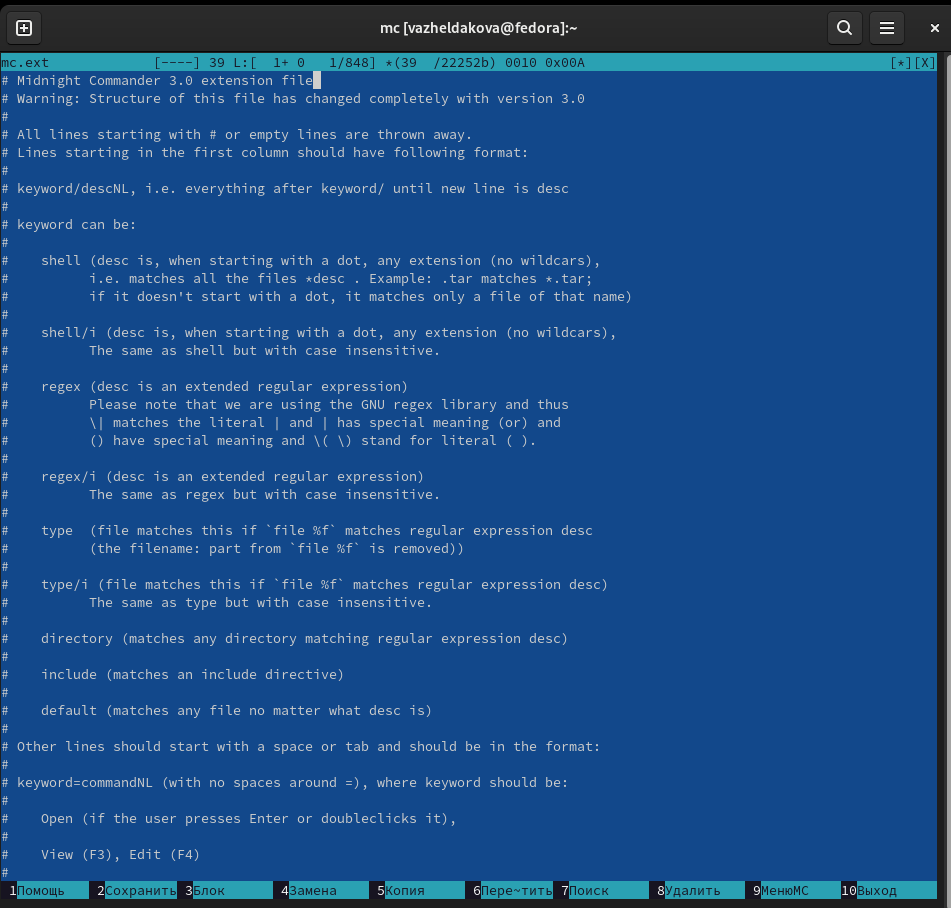 mc [vazheldakova@fedora]:~
mc.ext [----] 39 L:[ 1+ 0 1/848] *(39 /22252b) 0010 0x00A [*][X]
# Midnight Commander 3.0 extension file
# Warning: Structure of this file has changed completely with version 3.0
#
# All lines starting with # or empty lines are thrown away.
# Lines starting in the first column should have following format:
#
# keyword/descNL, i.e. everything after keyword/ until new line is desc
#
# keyword can be:
#
#    shell (desc is, when starting with a dot, any extension (no wildcars),
#          i.e. matches all the files *desc . Example: .tar matches *.tar;
#          if it doesn't start with a dot, it matches only a file of that name)
#
#    shell/i (desc is, when starting with a dot, any extension (no wildcars),
#          The same as shell but with case insensitive.
#
#    regex (desc is an extended regular expression)
#          Please note that we are using the GNU regex library and thus
#          \| matches the literal | and | has special meaning (or) and
#          () have special meaning and \( \) stand for literal ( ).
#
#    regex/i (desc is an extended regular expression)
#          The same as regex but with case insensitive.
#
#    type  (file matches this if `file %f` matches regular expression desc
#          (the filename: part from `file %f` is removed))
#
#    type/i (file matches this if `file %f` matches regular expression desc)
#          The same as type but with case insensitive.
#
#    directory (matches any directory matching regular expression desc)
#
#    include (matches an include directive)
#
#    default (matches any file no matter what desc is)
#
# Other lines should start with a space or tab and should be in the format:
#
# keyword=commandNL (with no spaces around =), where keyword should be:
#
#    Open (if the user presses Enter or doubleclicks it),
#
#    View (F3), Edit (F4)
#
1Помощь 2Сохранить 3Блок 4Замена 5Копия 6Пере~тить 7Поиск 8Удалить 9МенюMC 10Выход